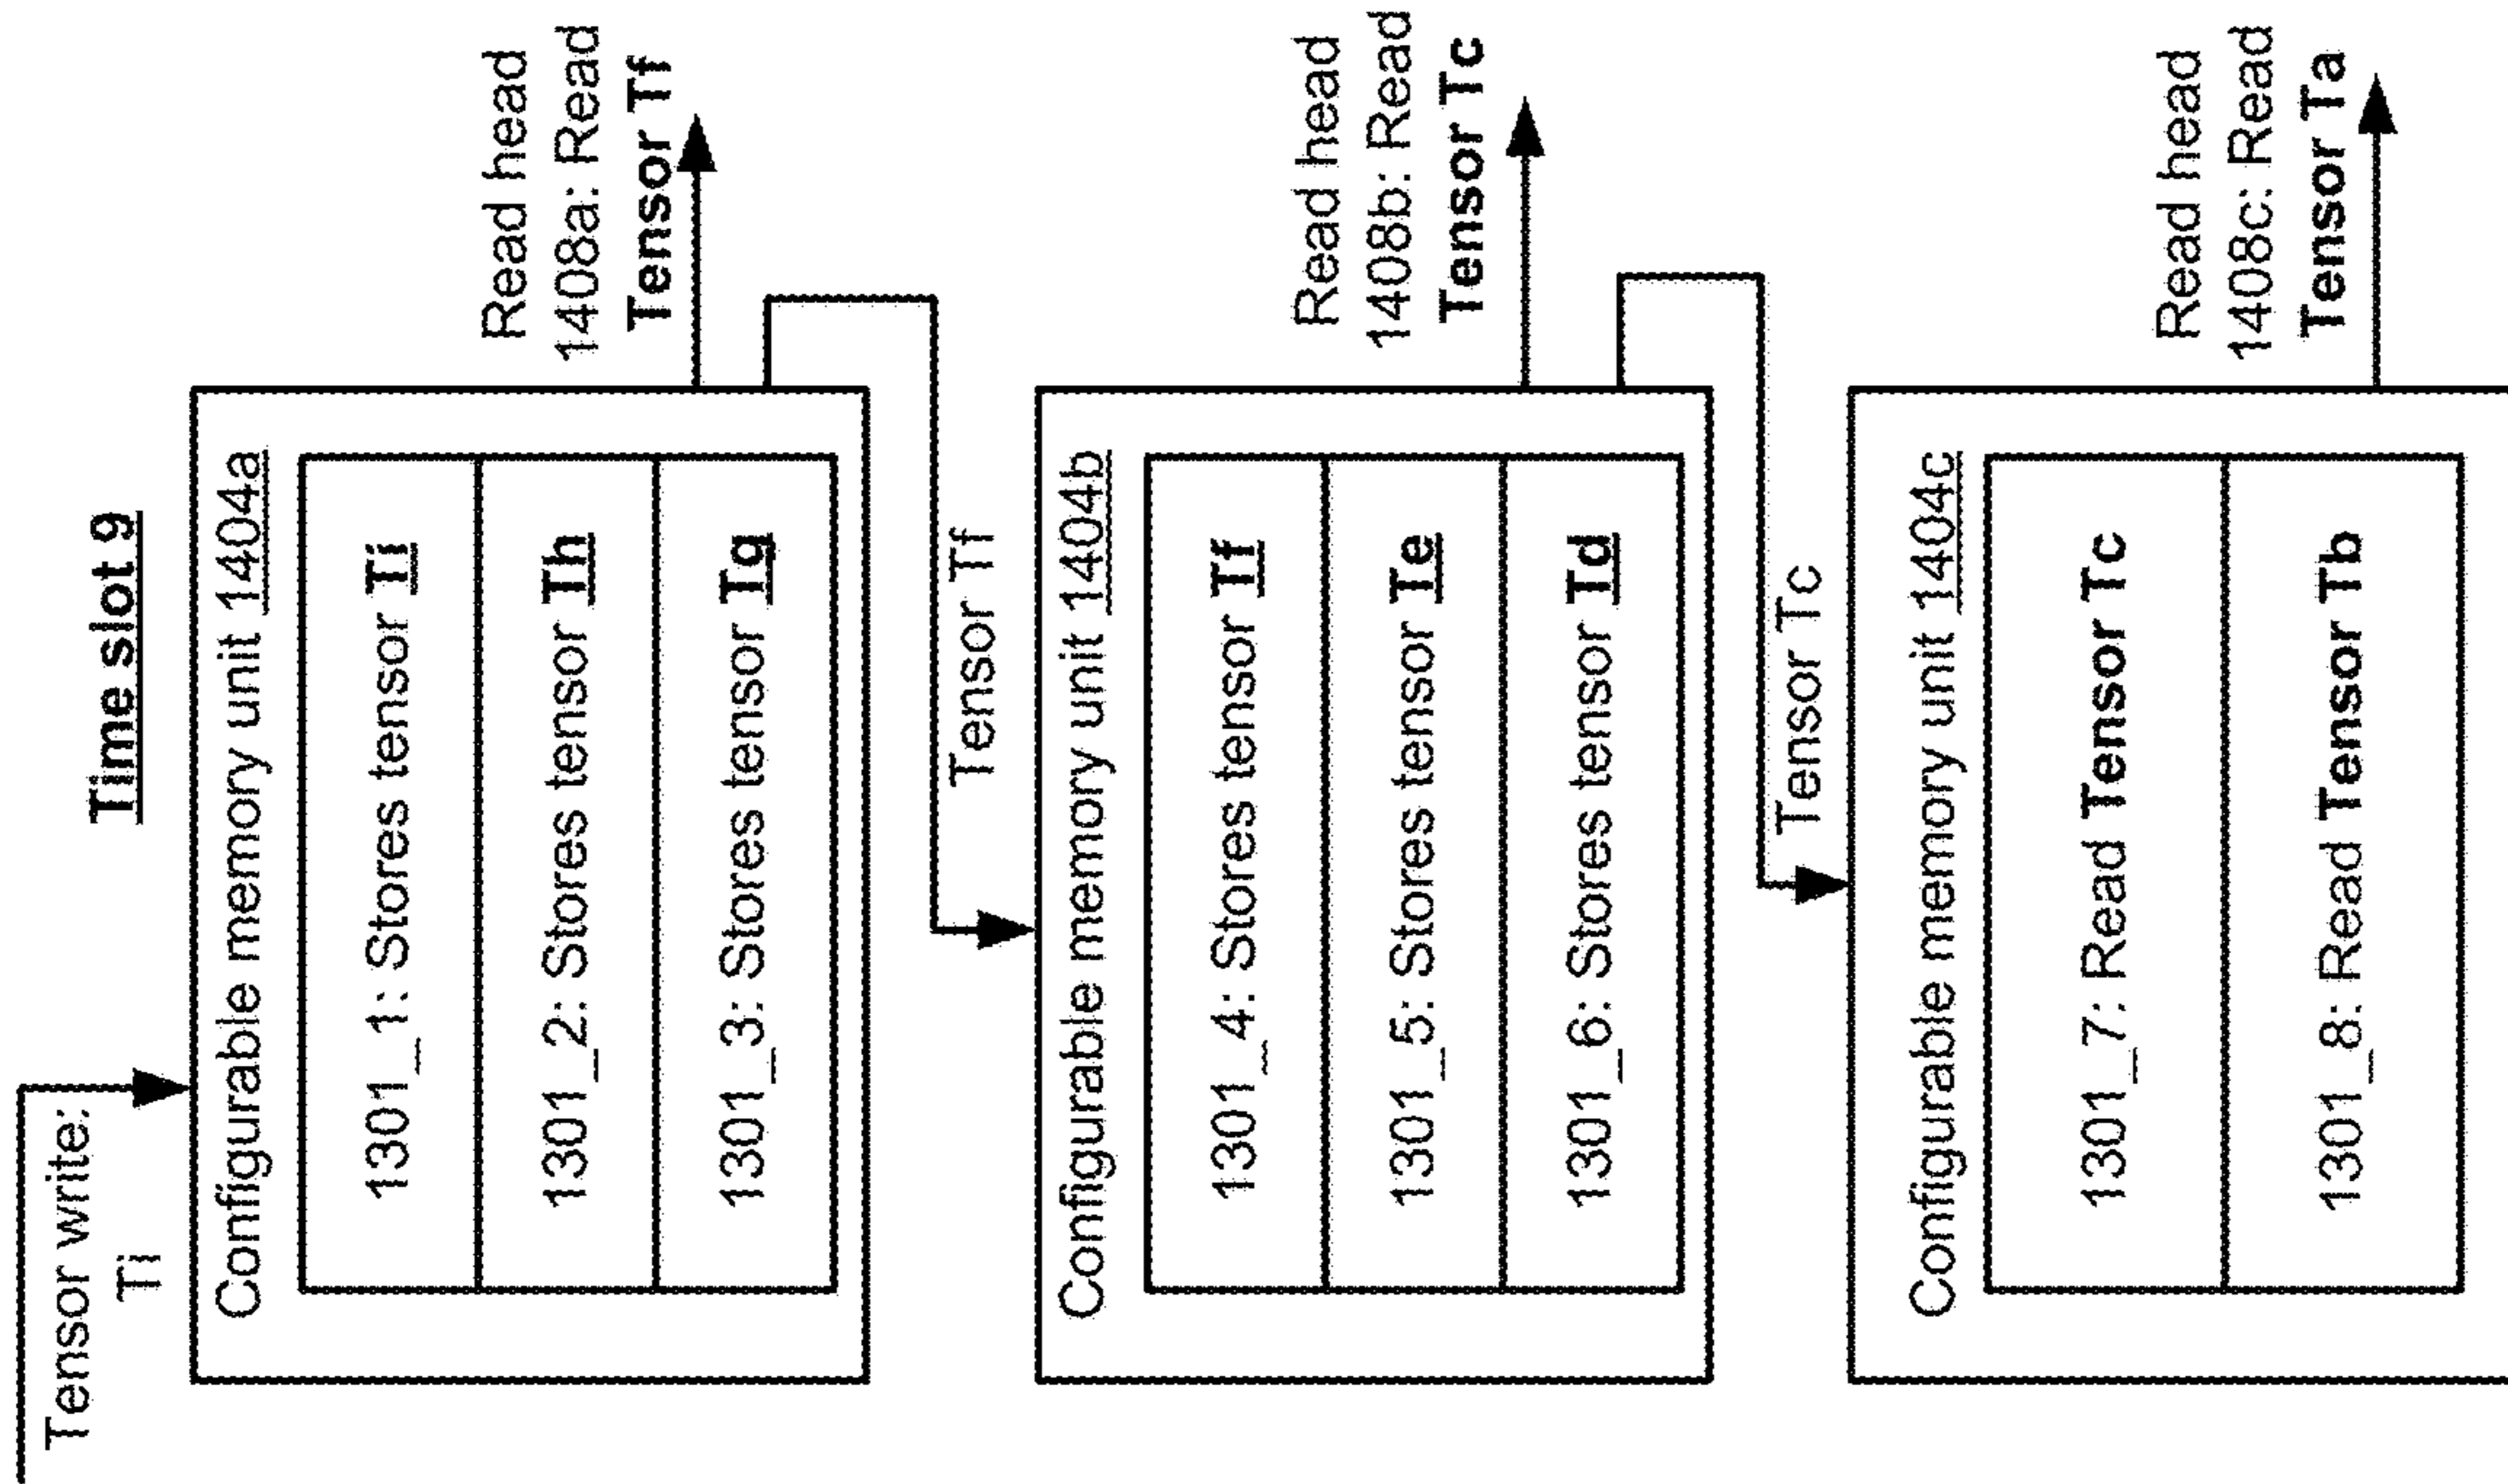 Time slot 9
Tensor write:
Ti
Configurable memory unit 1404a
1301_1: Stores tensor Ti
1301_2: Stores tensor Th
1301_3: Stores tensor Tg
Read head
1408a: Read
Tensor Tf
Tensor Tf
Configurable memory unit 1404b
1301_4: Stores tensor Tf
1301_5: Stores tensor Te
1301_6: Stores tensor Td
Read head
1408b: Read
Tensor Tc
Tensor Tc
Configurable memory unit 1404c
1301_7: Read Tensor Tc
1301_8: Read Tensor Tb
Read head
1408c: Read
Tensor Ta